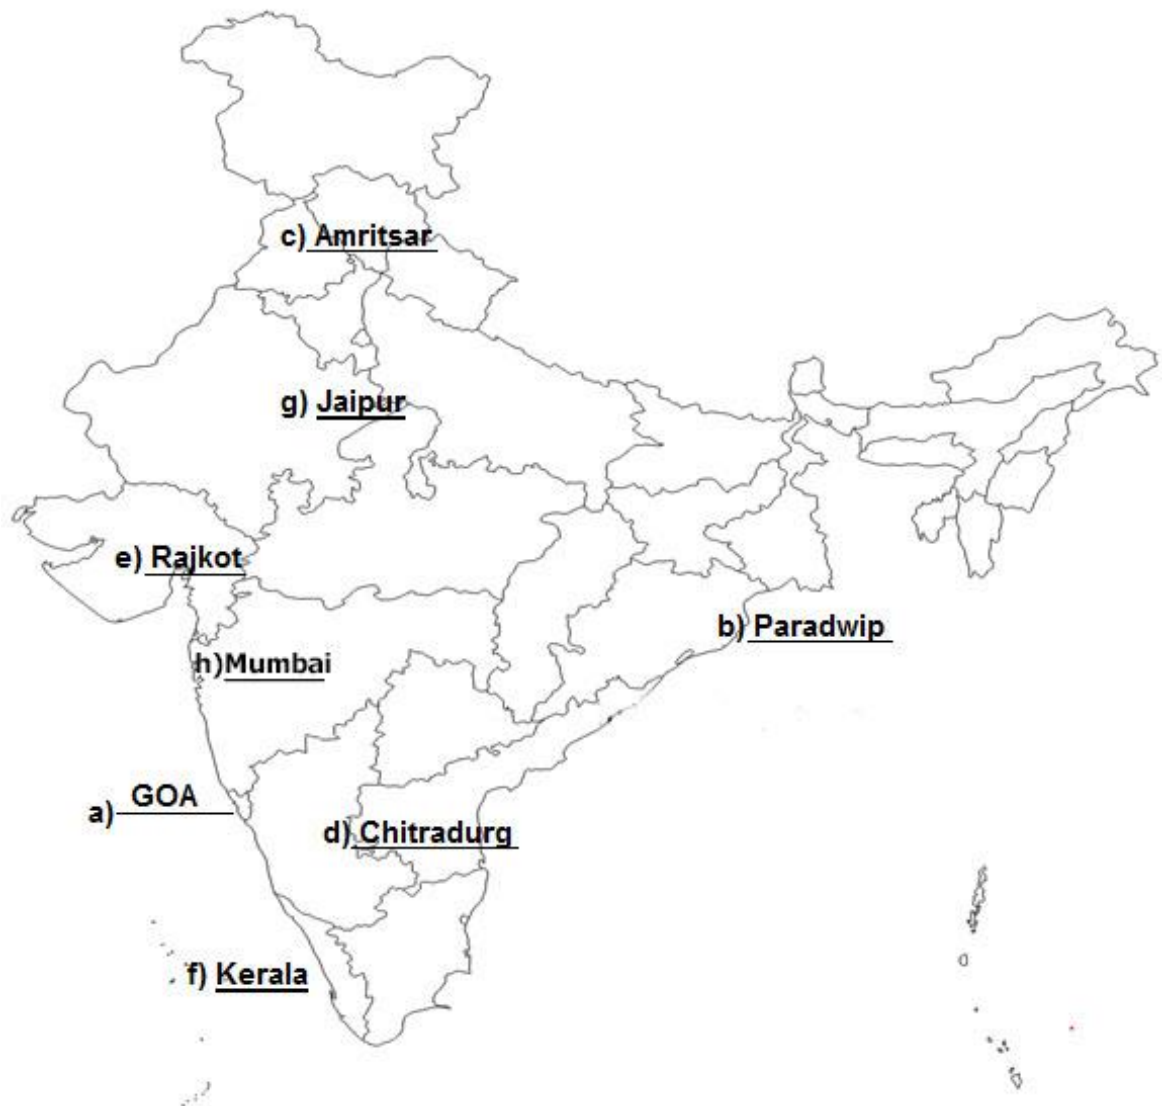 c) Amritsar
g) Jaipur
e) Rajkot
b) Paradwip
h)Mumbai
a) GOA
d) Chitradurg
f) Kerala